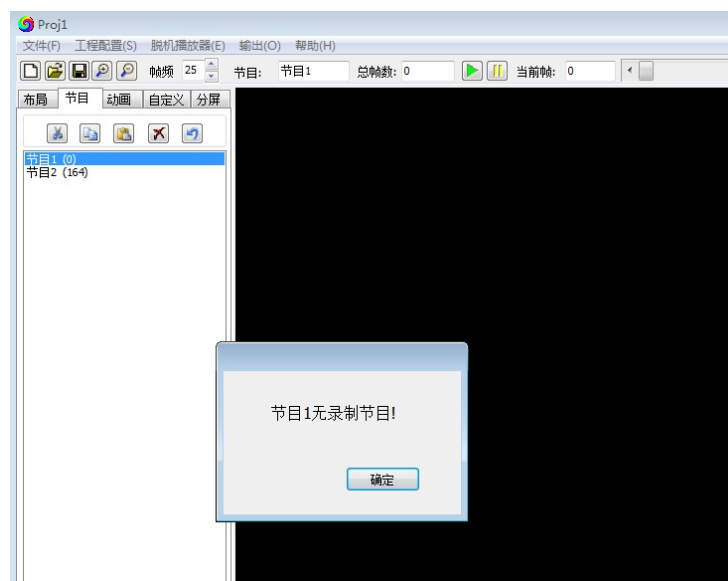 Proj1
文件(F) 工程配置(S) 脱机播放器(E) 输出(O) 帮助(H)
帧频 25 节目: 节目1 总帧数: 0 当前帧: 0
布局 节目 动画 自定义 分屏
节目1 (0)
节目2 (164)
节目1无录制节目!
确定